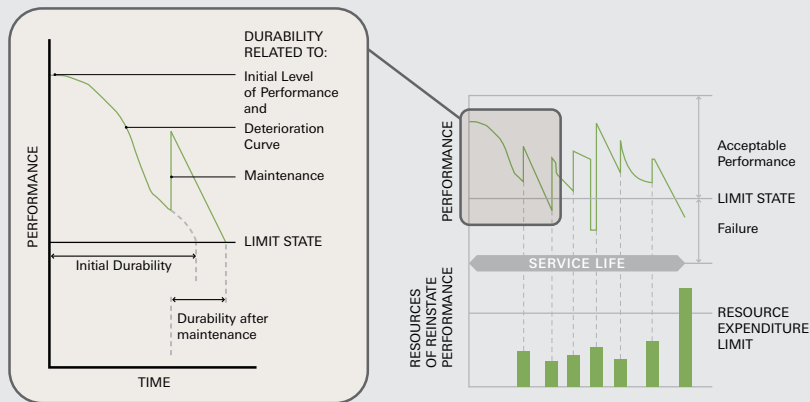 DURABILITY
RELATED TO:
Initial Level
of Performance
and
Deterioration
Curve
Maintenance
LIMIT STATE
PERFORMANCE
Initial Durability
Durability after
maintenance
TIME
PERFORMANCE
Acceptable
Performance
LIMIT STATE
Failure
SERVICE LIFE
RESOURCES
OF REINSTATE
PERFORMANCE
RESOURCE
EXPENDITURE
LIMIT